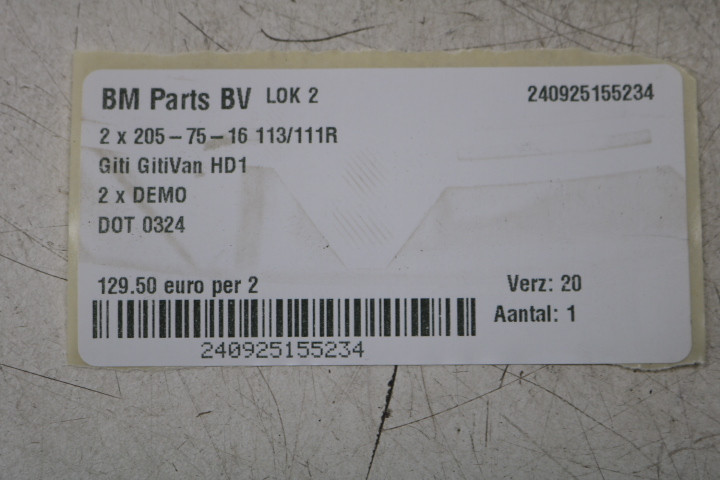 BM Parts BV LOK 2 240925155234
2 x 205-75-16 113/111R
Giti GitiVan HD1
2 x DEMO
DOT 0324
129.50 euro per 2 Verz: 20
Aantal: 1
240925155234